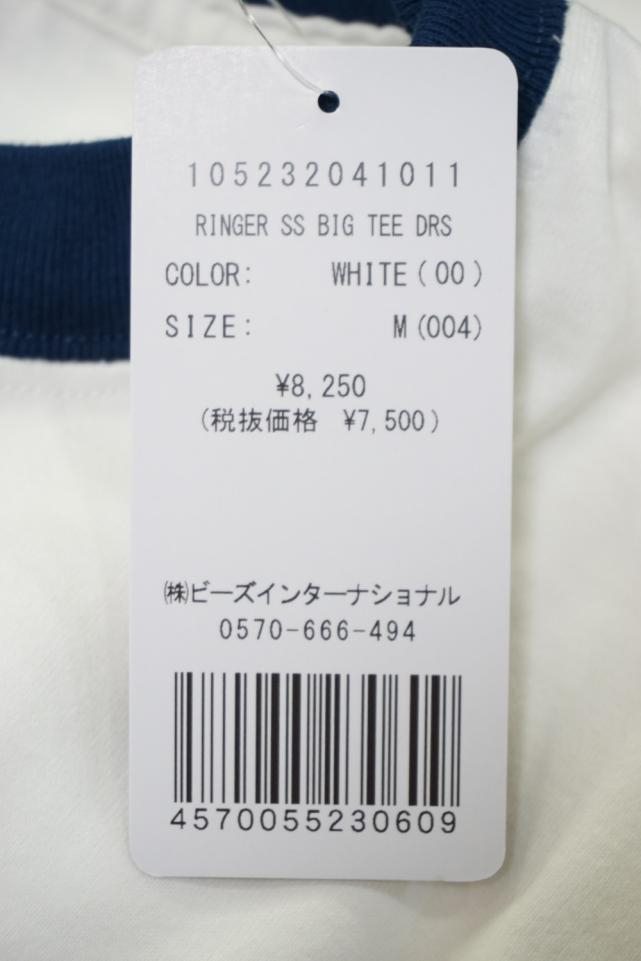 105232041011
RINGER SS BIG TEE DRS
COLOR: WHITE(00)
SIZE: M(004)
¥8,250
(税抜価格 ¥7,500)
㈱ビーズインターナショナル
0570-666-494
4570055230609